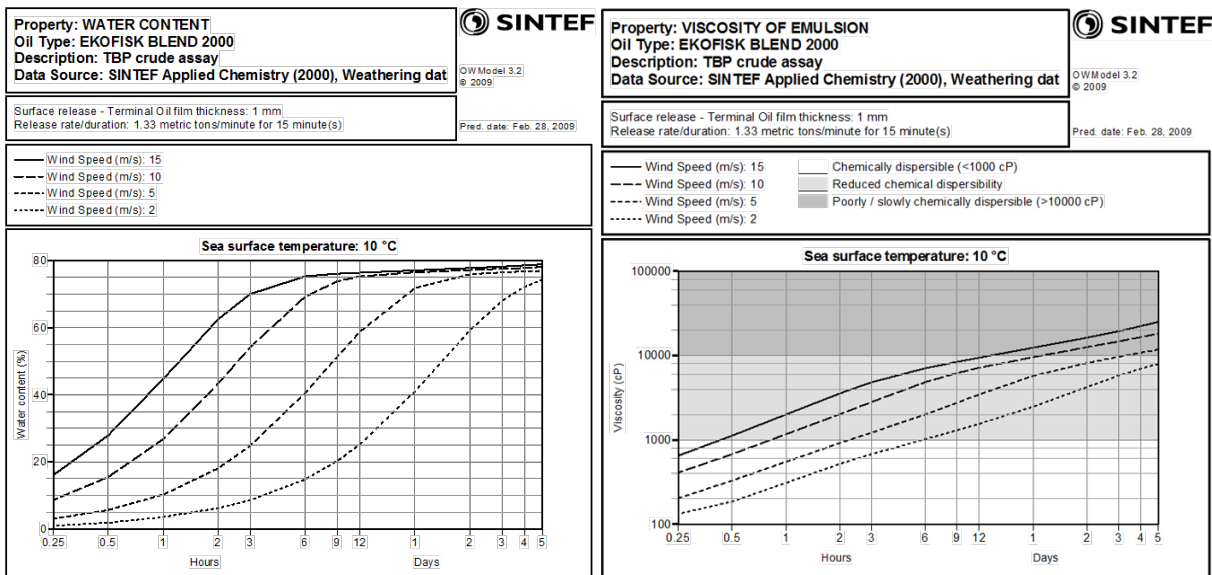 Property: WATER CONTENT
Oil Type: EKOFISK BLEND 2000
Description: TBP crude assay
Data Source: SINTEF Applied Chemistry (2000), Weathering dat
SINTEF
OWModel 3.2
© 2009
Surface release - Terminal Oil film thickness: 1 mm
Release rate/duration: 1.33 metric tons/minute for 15 minute(s)
Pred. date: Feb. 28, 2009
Wind Speed (m/s): 15
Wind Speed (m/s): 10
Wind Speed (m/s): 5
Wind Speed (m/s): 2
Sea surface temperature: 10 °C
80
60
40
20
0
Water content (%)
0.25 0.5 1 2 3 6 9 12 1 2 3 4 5
Hours Days
Property: VISCOSITY OF EMULSION
Oil Type: EKOFISK BLEND 2000
Description: TBP crude assay
Data Source: SINTEF Applied Chemistry (2000), Weathering dat
SINTEF
OWModel 3.2
© 2009
Surface release - Terminal Oil film thickness: 1 mm
Release rate/duration: 1.33 metric tons/minute for 15 minute(s)
Pred. date: Feb. 28, 2009
Wind Speed (m/s): 15 Chemically dispersible (<1000 cP)
Wind Speed (m/s): 10 Reduced chemical dispersibility
Wind Speed (m/s): 5 Poorly / slowly chemically dispersible (>10000 cP)
Wind Speed (m/s): 2
Sea surface temperature: 10 °C
100000
10000
1000
100
Viscosity (cP)
0.25 0.5 1 2 3 6 9 12 1 2 3 4 5
Hours Days